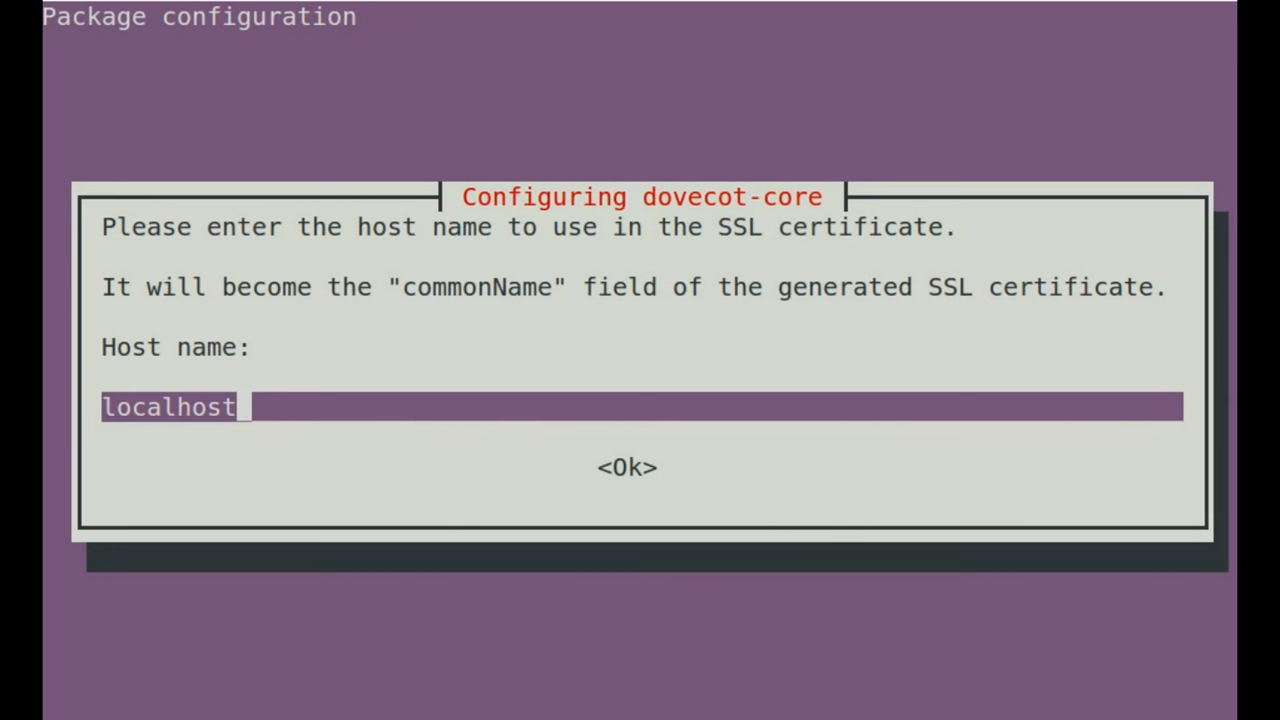 Package configuration
Configuring dovecot-core
Please enter the host name to use in the SSL certificate.
It will become the "commonName" field of the generated SSL certificate.
Host name:
localhost
<Ok>